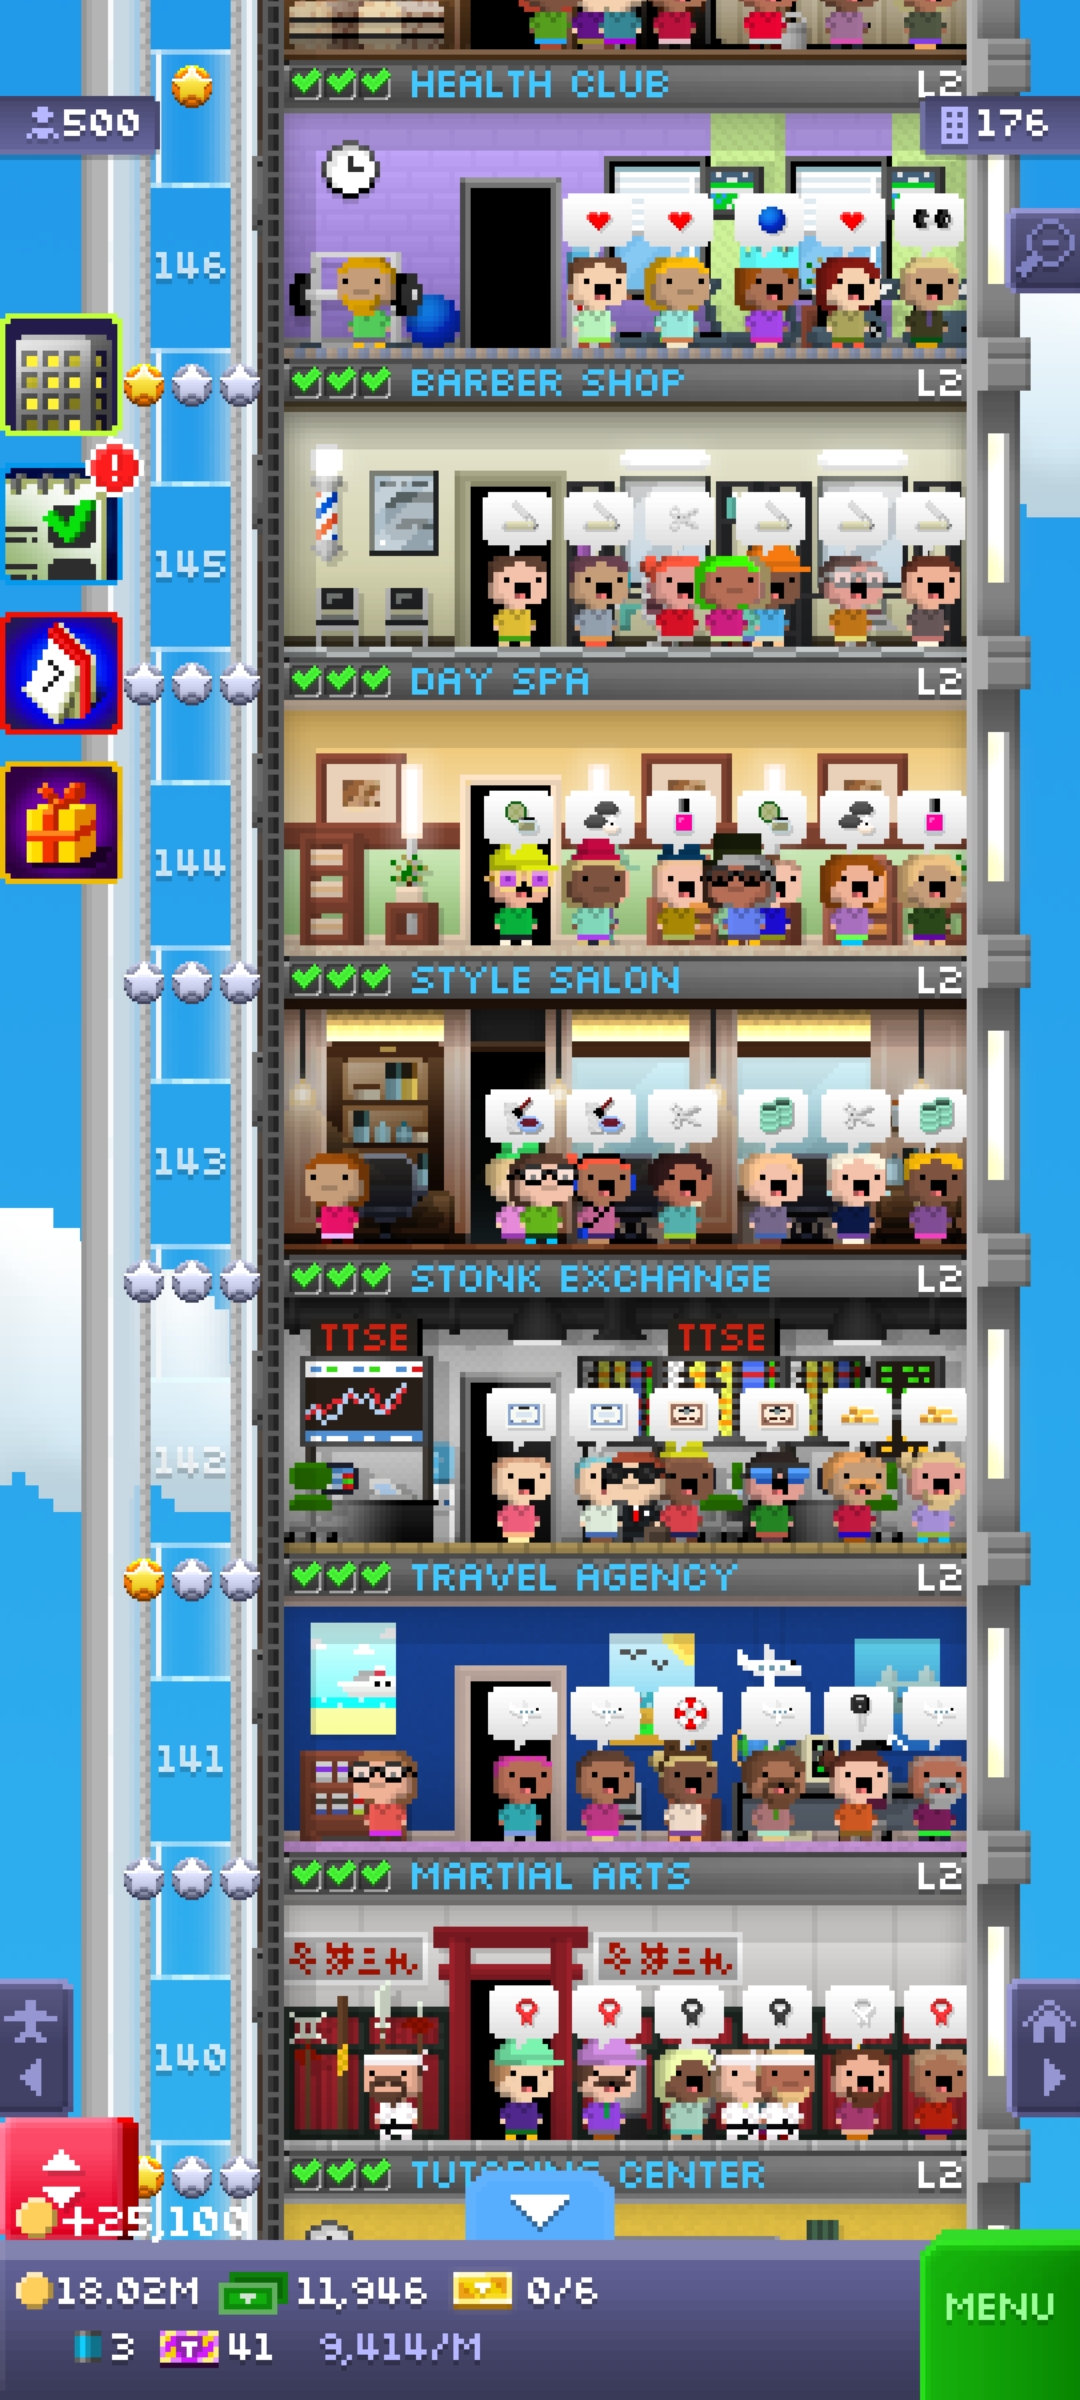 HEALTH CLUB L2
500
176
146
BARBER SHOP L2
145
DAY SPA L2
7
144
STYLE SALON L2
143
STONK EXCHANGE L2
TTSE TTSE
142
TRAVEL AGENCY L2
141
MARTIAL ARTS L2
140
TUTORING CENTER L2
+25,100
18.02M 11,946 0/6
MENU
3 T 41 9,414/M